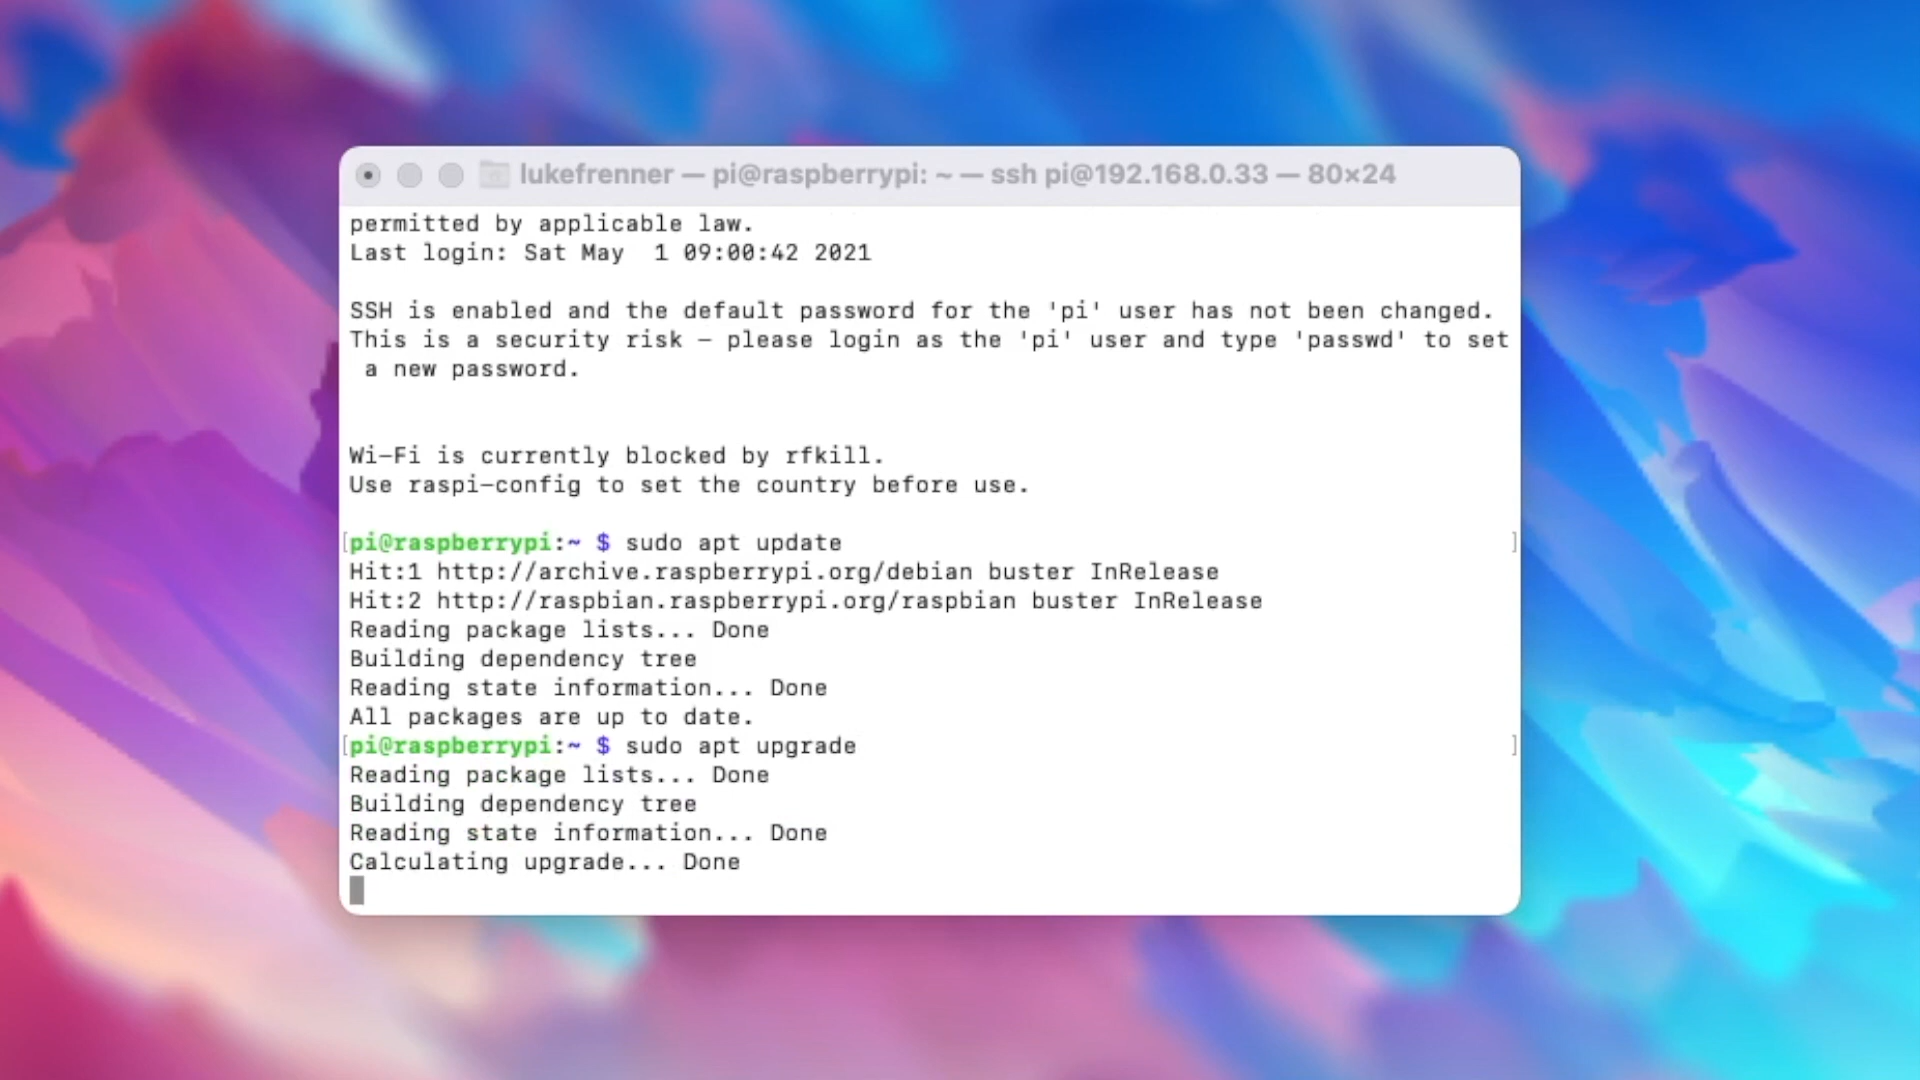 lukefrenner — pi@raspberrypi: ~ — ssh pi@192.168.0.33 — 80×24
permitted by applicable law.
Last login: Sat May  1 09:00:42 2021
SSH is enabled and the default password for the 'pi' user has not been changed.
This is a security risk - please login as the 'pi' user and type 'passwd' to set
 a new password.
Wi-Fi is currently blocked by rfkill.
Use raspi-config to set the country before use.
[pi@raspberrypi:~ $ sudo apt update ]
Hit:1 http://archive.raspberrypi.org/debian buster InRelease
Hit:2 http://raspbian.raspberrypi.org/raspbian buster InRelease
Reading package lists... Done
Building dependency tree
Reading state information... Done
All packages are up to date.
[pi@raspberrypi:~ $ sudo apt upgrade ]
Reading package lists... Done
Building dependency tree
Reading state information... Done
Calculating upgrade... Done